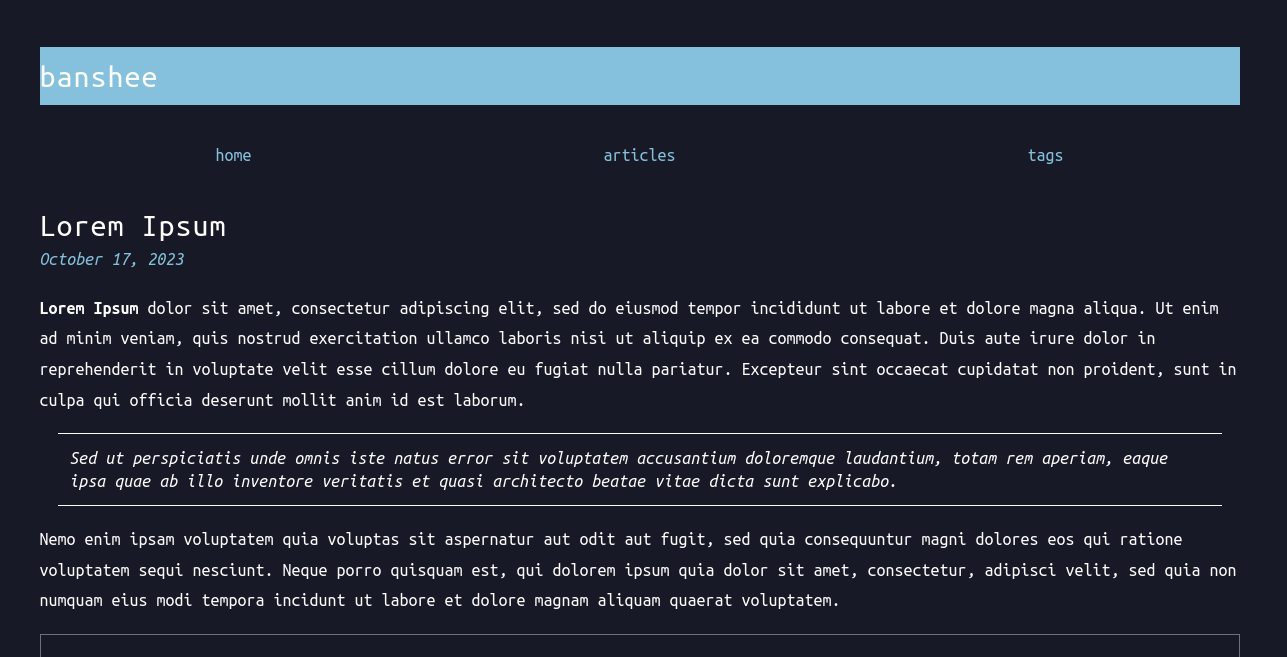 banshee
home articles tags
Lorem Ipsum
October 17, 2023
Lorem Ipsum dolor sit amet, consectetur adipiscing elit, sed do eiusmod tempor incididunt ut labore et dolore magna aliqua. Ut enim
ad minim veniam, quis nostrud exercitation ullamco laboris nisi ut aliquip ex ea commodo consequat. Duis aute irure dolor in
reprehenderit in voluptate velit esse cillum dolore eu fugiat nulla pariatur. Excepteur sint occaecat cupidatat non proident, sunt in
culpa qui officia deserunt mollit anim id est laborum.
Sed ut perspiciatis unde omnis iste natus error sit voluptatem accusantium doloremque laudantium, totam rem aperiam, eaque
ipsa quae ab illo inventore veritatis et quasi architecto beatae vitae dicta sunt explicabo.
Nemo enim ipsam voluptatem quia voluptas sit aspernatur aut odit aut fugit, sed quia consequuntur magni dolores eos qui ratione
voluptatem sequi nesciunt. Neque porro quisquam est, qui dolorem ipsum quia dolor sit amet, consectetur, adipisci velit, sed quia non
numquam eius modi tempora incidunt ut labore et dolore magnam aliquam quaerat voluptatem.